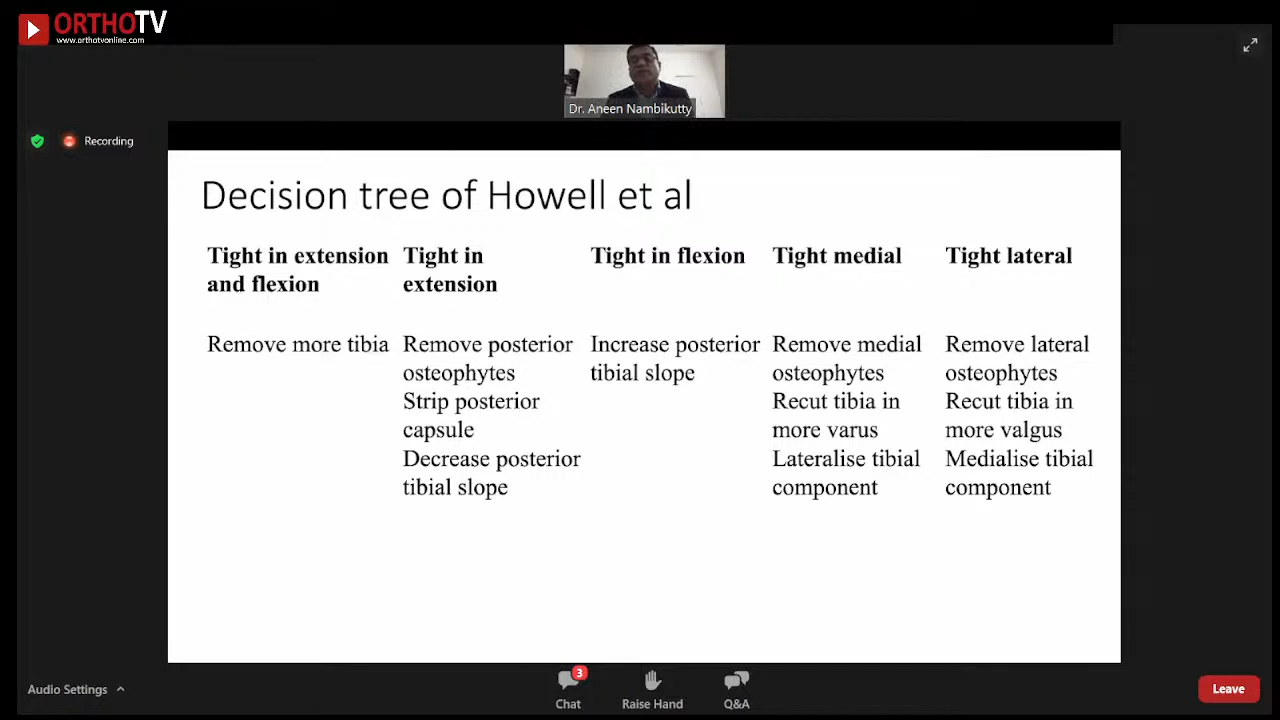 ORTHOTV
www.orthotvonline.com
Dr. Aneen Nambikutty
Recording
Decision tree of Howell et al
Tight in extension and flexion
Remove more tibia
Tight in extension
Remove posterior osteophytes
Strip posterior capsule
Decrease posterior tibial slope
Tight in flexion
Increase posterior tibial slope
Tight medial
Remove medial osteophytes
Recut tibia in more varus
Lateralise tibial component
Tight lateral
Remove lateral osteophytes
Recut tibia in more valgus
Medialise tibial component
Audio Settings
3
Chat
Raise Hand
Q&A
Leave